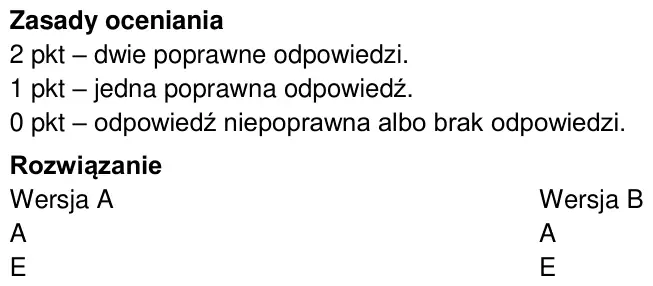 Zasady oceniania
2 pkt – dwie poprawne odpowiedzi.
1 pkt – jedna poprawna odpowiedź.
0 pkt – odpowiedź niepoprawna albo brak odpowiedzi.
Rozwiązanie
Wersja A Wersja B
A A
E E